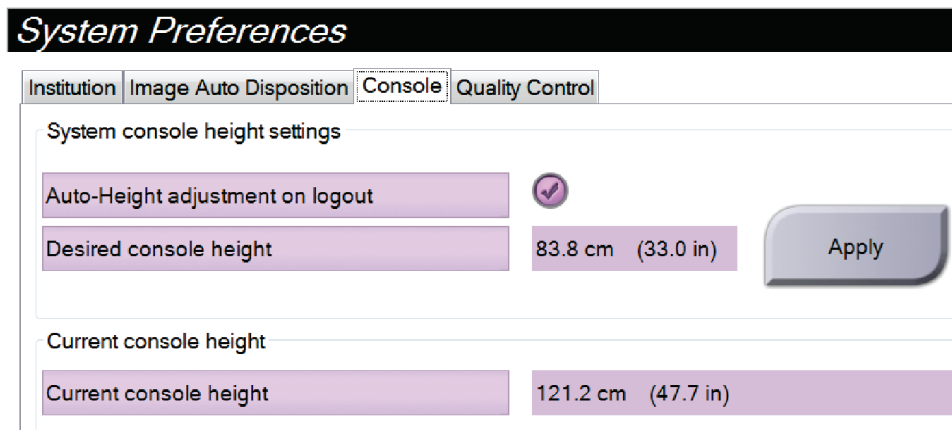 System Preferences
Institution Image Auto Disposition Console Quality Control
System console height settings
Auto-Height adjustment on logout
Desired console height 83.8 cm (33.0 in) Apply
Current console height
Current console height 121.2 cm (47.7 in)